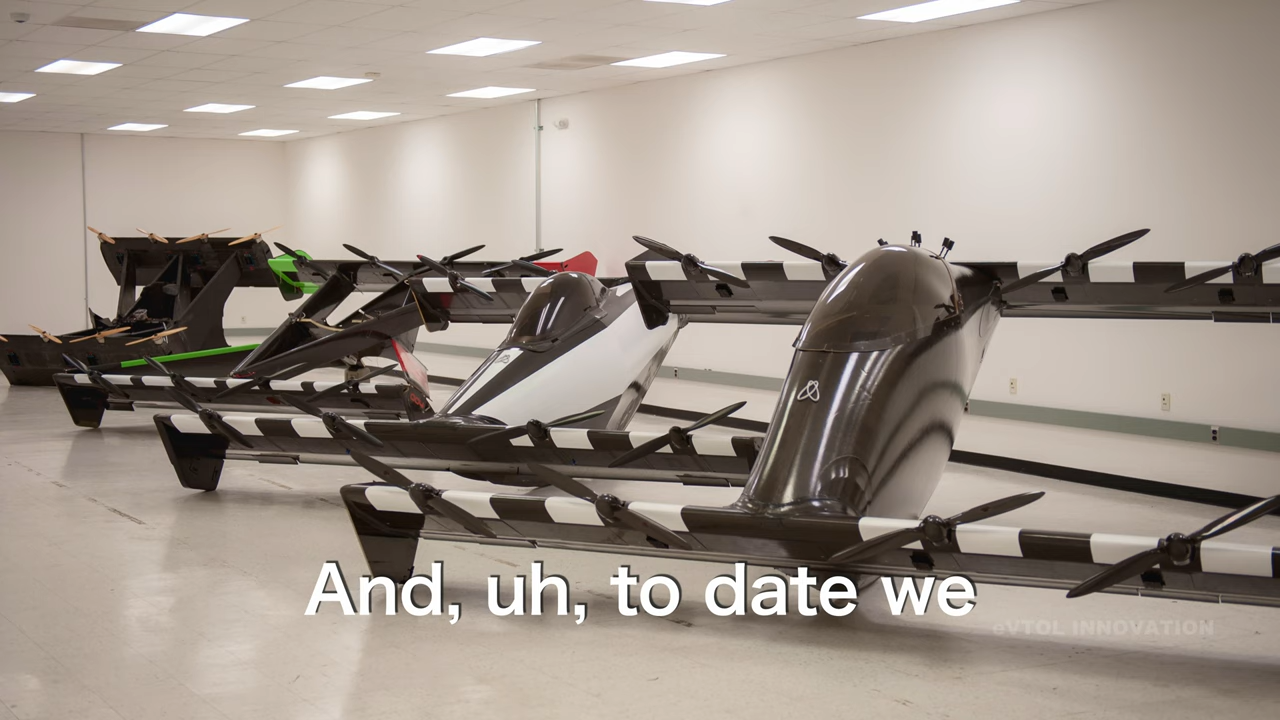 And, uh, to date we
eVTOL INNOVATION